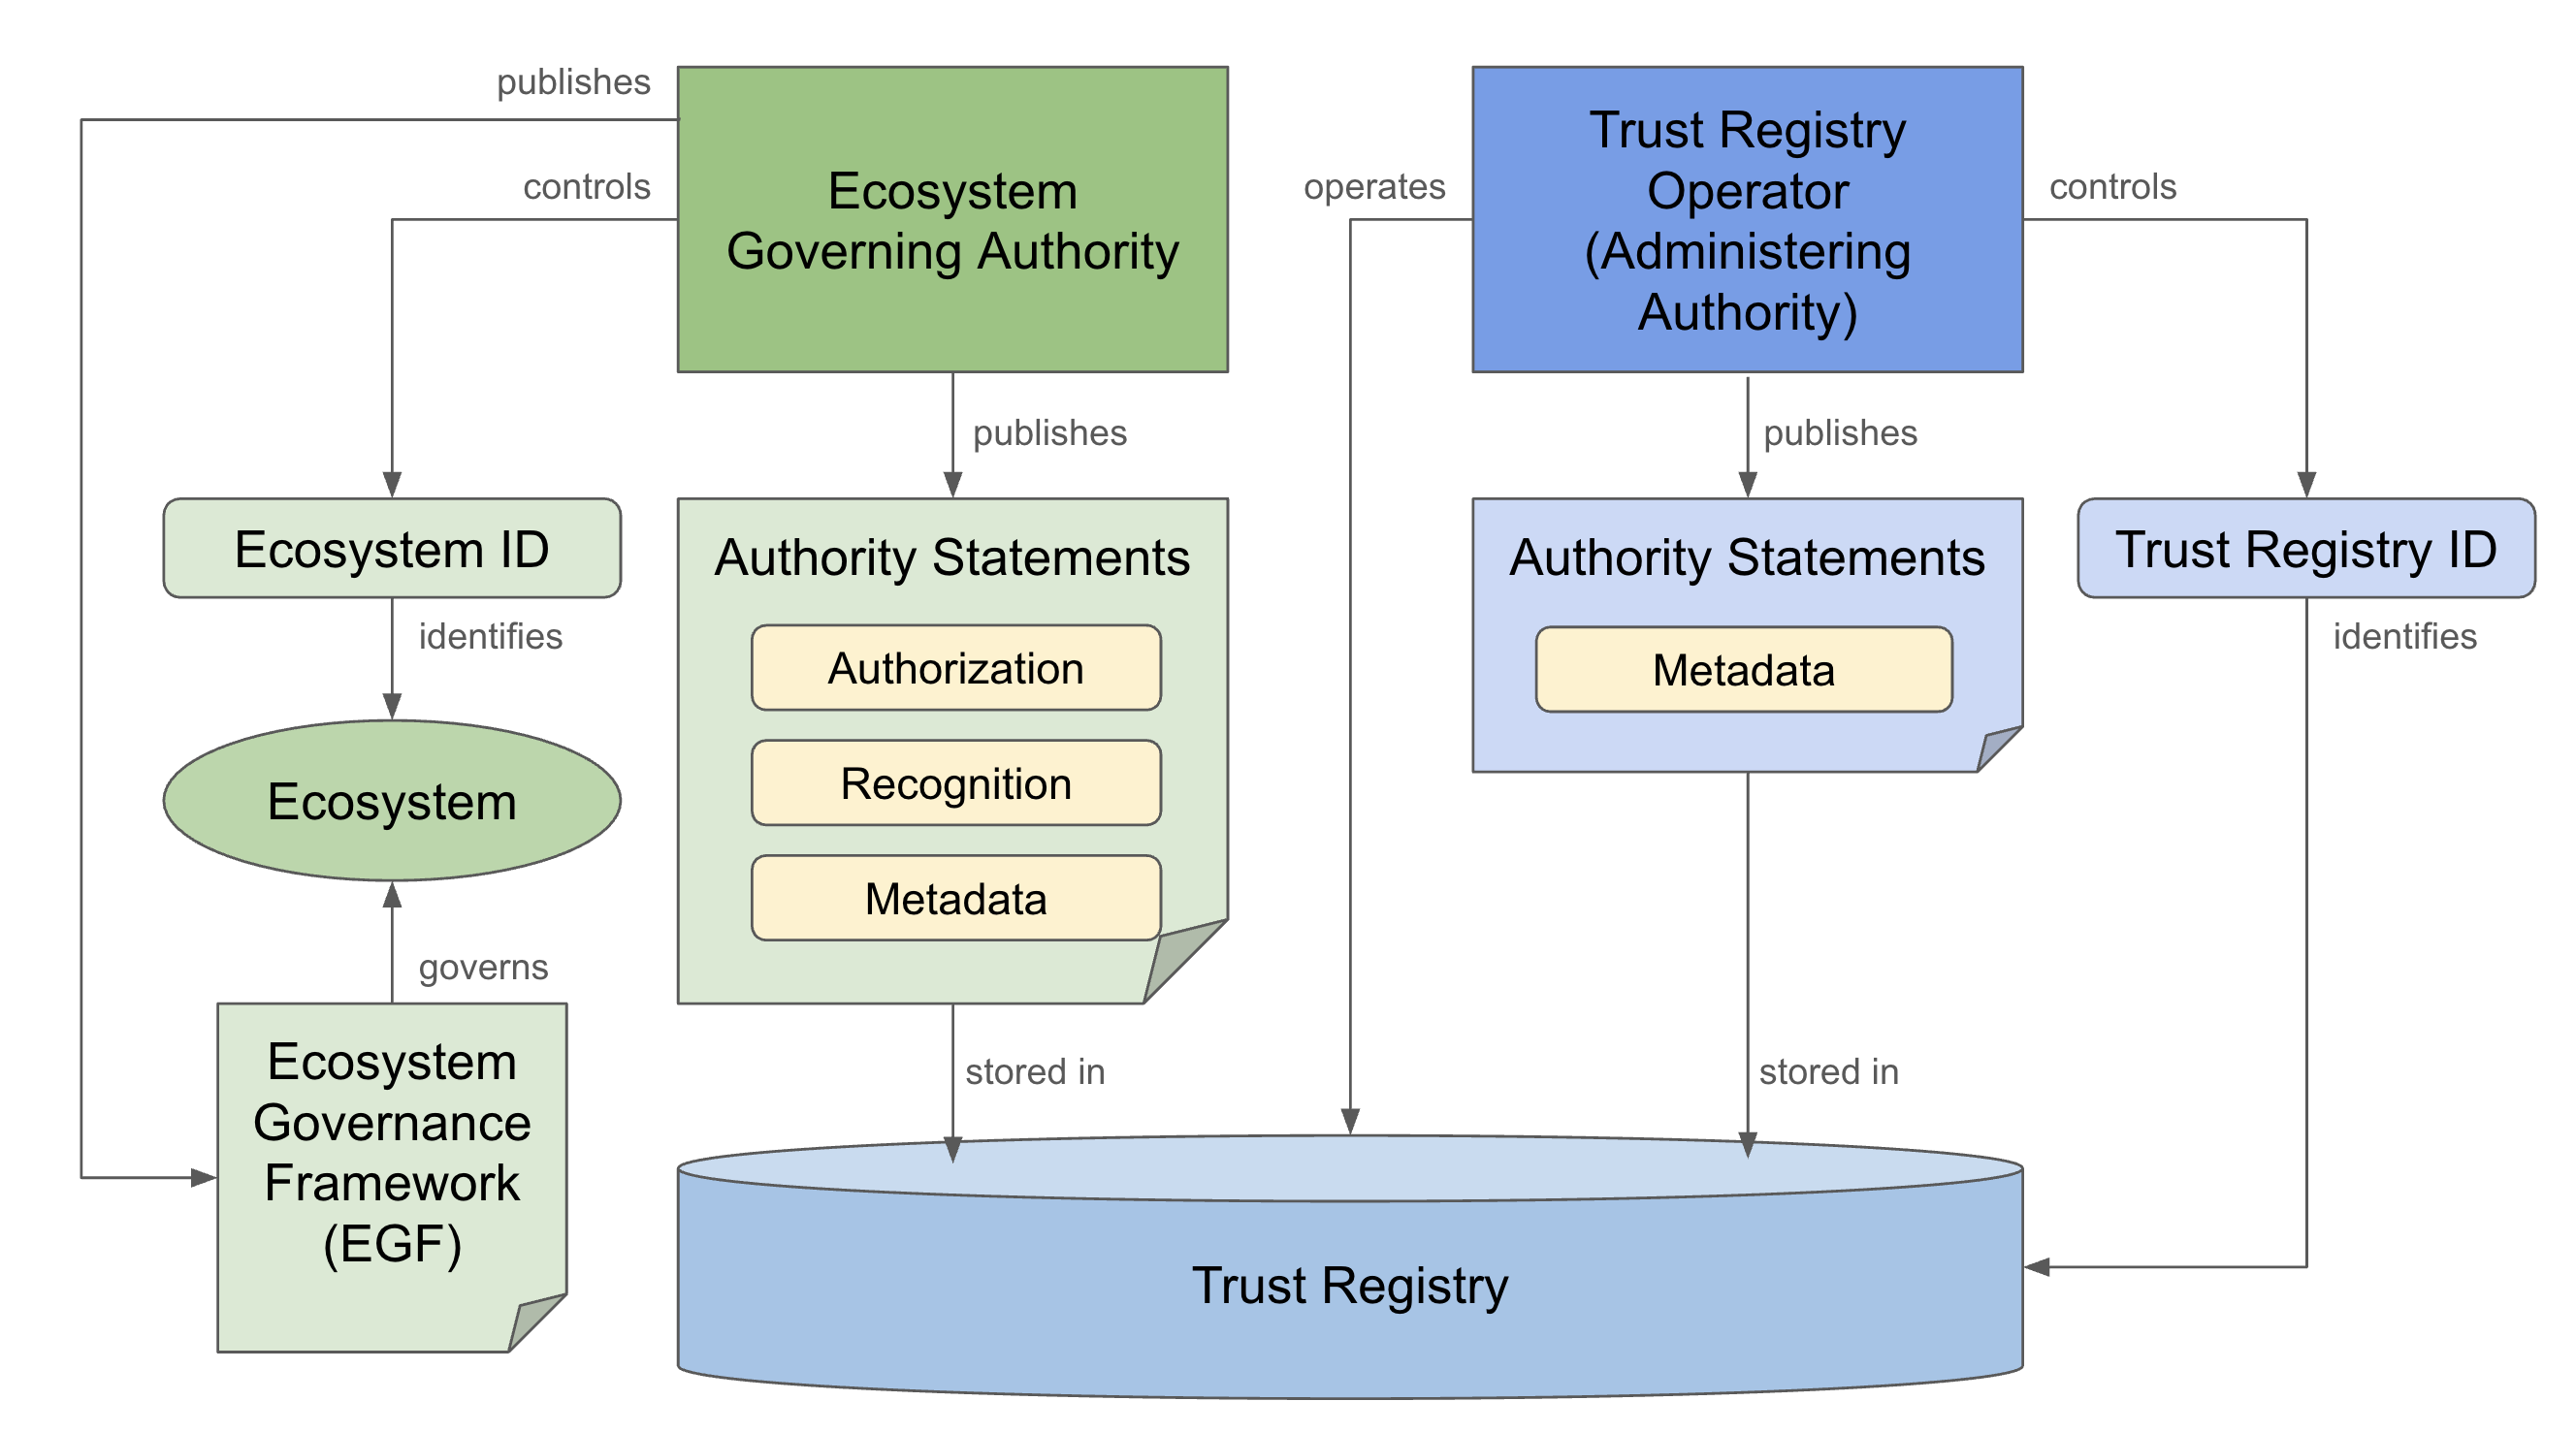 publishes
controls
Ecosystem
Governing Authority
operates
Trust Registry
Operator
(Administering
Authority)
controls
publishes
publishes
Ecosystem ID
identifies
Ecosystem
governs
Ecosystem
Governance
Framework
(EGF)
Authority Statements
Authorization
Recognition
Metadata
stored in
Authority Statements
Metadata
stored in
Trust Registry ID
identifies
Trust Registry